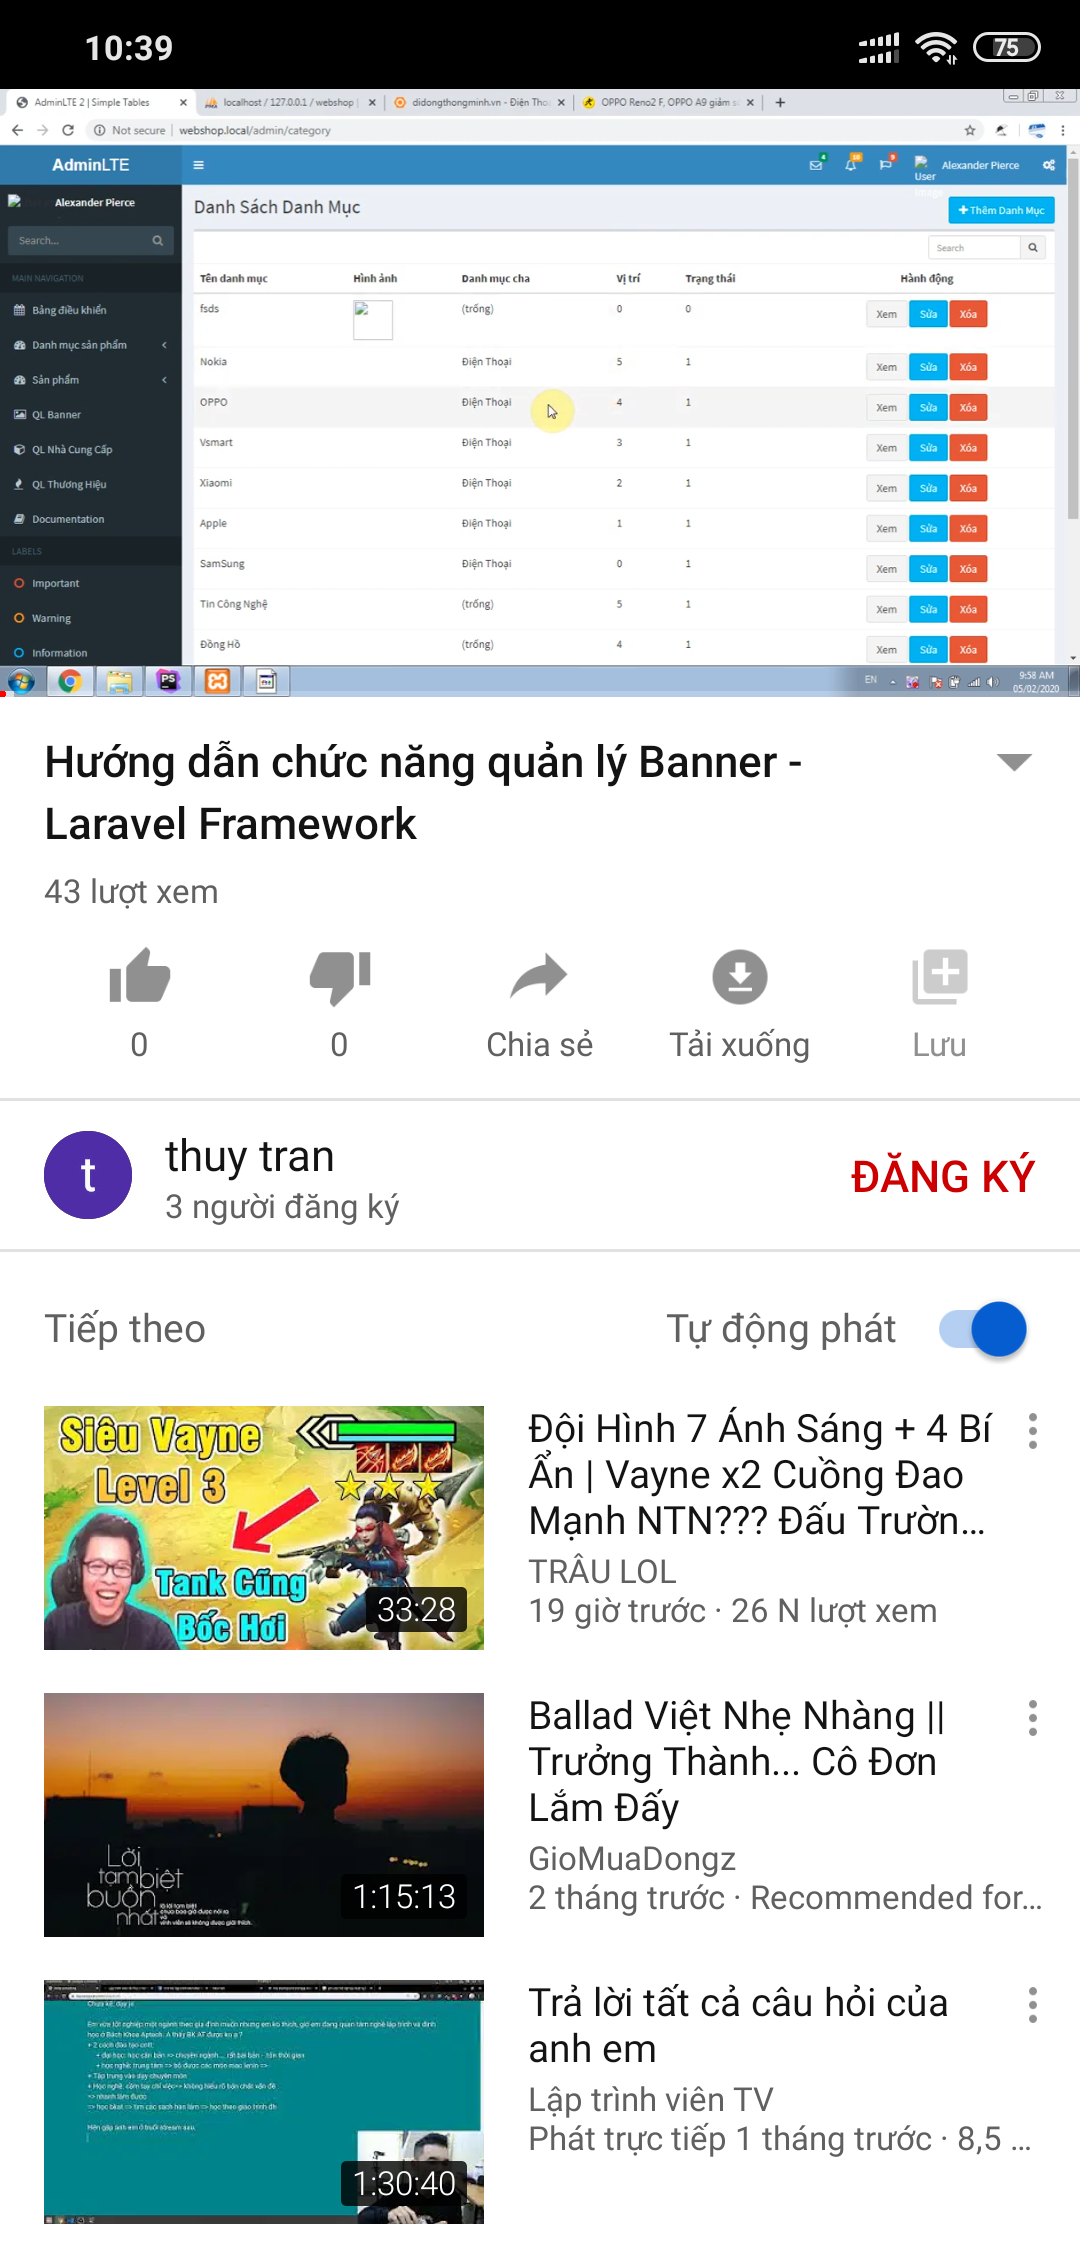 10:39
75
AdminLTE 2 | Simple Tables
localhost / 127.0.0.1 / webshop |
didongthongminh.vn - Điện Tho
OPPO Reno2 F, OPPO A9 giảm s
Not secure | webshop.local/admin/category
AdminLTE
Alexander Pierce
User
Alexander Pierce
Danh Sách Danh Mục
Thêm Danh Mục
Search...
Search
MAIN NAVIGATION
Bảng điều khiển
Danh mục sản phẩm
Sản phẩm
QL Banner
QL Nhà Cung Cấp
QL Thương Hiệu
Documentation
LABELS
Important
Warning
Information
Tên danh mục Hình ảnh Danh mục cha Vị trí Trạng thái Hành động
fsds (trống) 0 0 Xem Sửa Xóa
Nokia Điện Thoại 5 1 Xem Sửa Xóa
OPPO Điện Thoại 4 1 Xem Sửa Xóa
Vsmart Điện Thoại 3 1 Xem Sửa Xóa
Xiaomi Điện Thoại 2 1 Xem Sửa Xóa
Apple Điện Thoại 1 1 Xem Sửa Xóa
SamSung Điện Thoại 0 1 Xem Sửa Xóa
Tin Công Nghệ (trống) 5 1 Xem Sửa Xóa
Đồng Hồ (trống) 4 1 Xem Sửa Xóa
PS
EN
9:58 AM
05/02/2020
Hướng dẫn chức năng quản lý Banner -
Laravel Framework
43 lượt xem
0
0
Chia sẻ
Tải xuống
Lưu
t
thuy tran
3 người đăng ký
ĐĂNG KÝ
Tiếp theo
Tự động phát
Siêu Vayne
Level 3
Tank Cũng
Bốc Hơi
33:28
Đội Hình 7 Ánh Sáng + 4 Bí
Ẩn | Vayne x2 Cuồng Đao
Mạnh NTN??? Đấu Trườn...
TRÂU LOL
19 giờ trước · 26 N lượt xem
Lời
tạm biệt
buồn
nhất
1:15:13
Ballad Việt Nhẹ Nhàng ||
Trưởng Thành... Cô Đơn
Lắm Đấy
GioMuaDongz
2 tháng trước · Recommended for...
1:30:40
Trả lời tất cả câu hỏi của
anh em
Lập trình viên TV
Phát trực tiếp 1 tháng trước · 8,5 ...